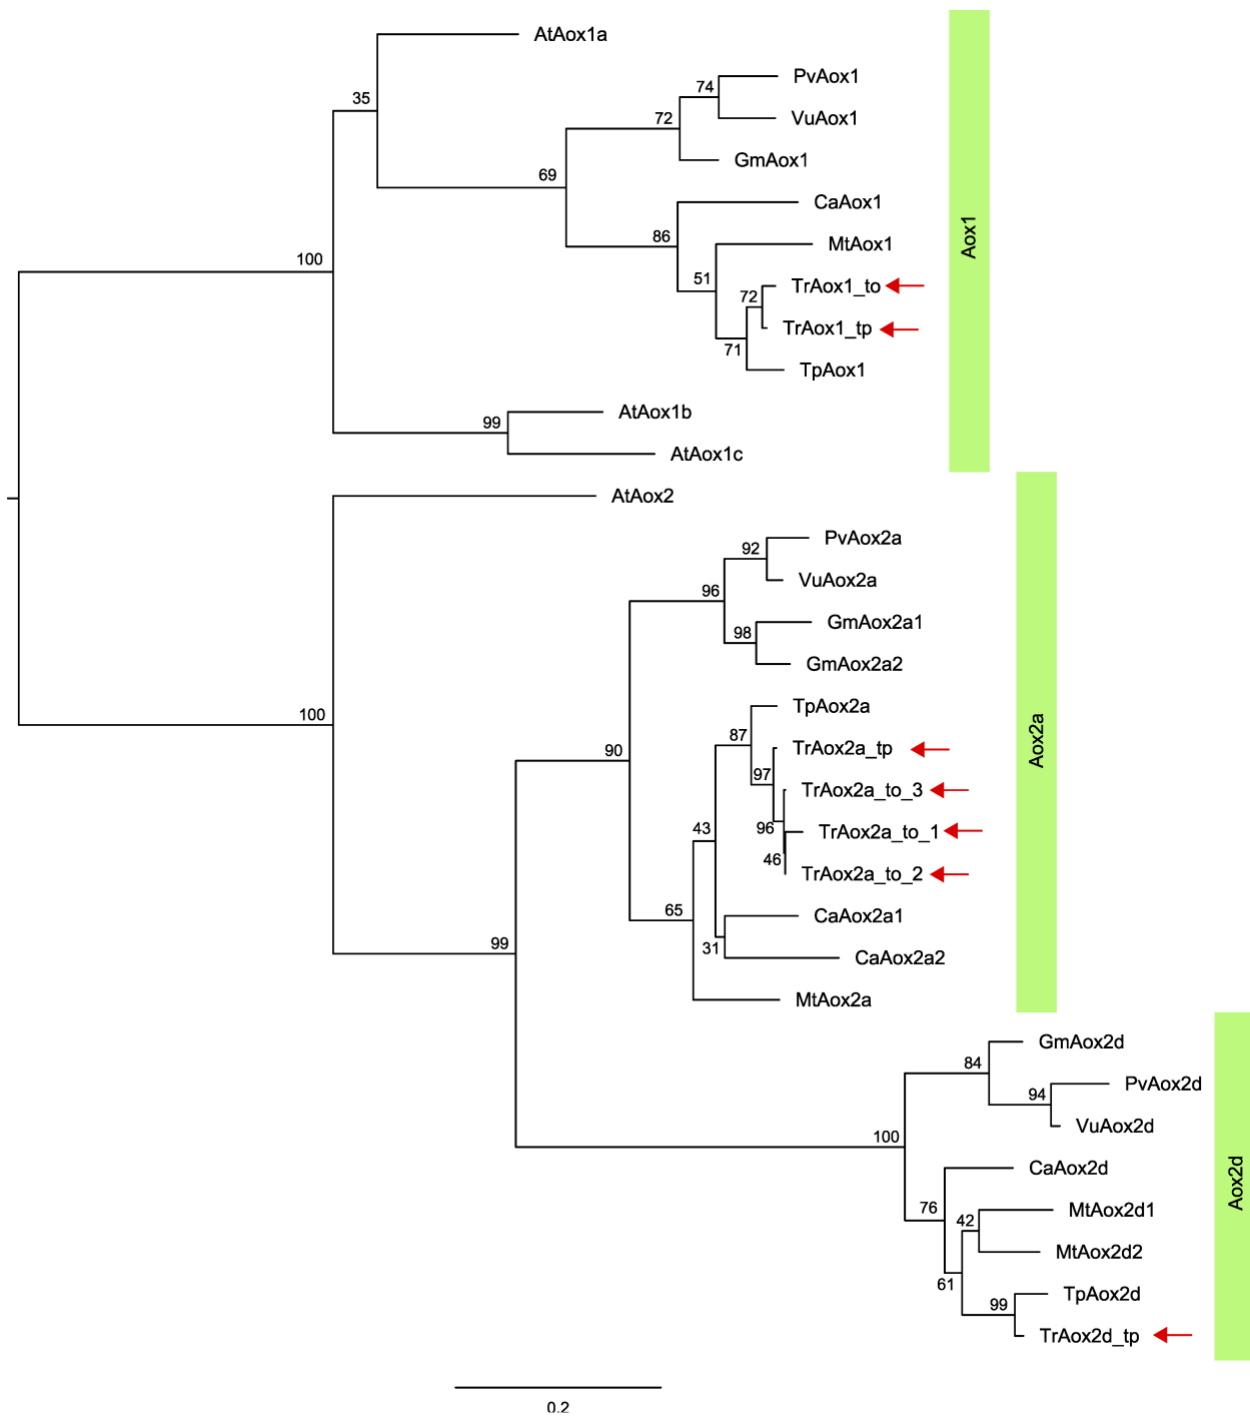 AtAox1a
PvAox1
74
VuAox1
35
72
GmAox1
69
CaAox1
86
MtAox1
Aox1
100
51
TrAox1_to
72
TrAox1_tp
71
TpAox1
AtAox1b
99
AtAox1c
AtAox2
PvAox2a
92
VuAox2a
96
GmAox2a1
98
GmAox2a2
TpAox2a
100
87
TrAox2a_tp
90
97
TrAox2a_to_3
Aox2a
96
TrAox2a_to_1
43
46
TrAox2a_to_2
65
CaAox2a1
99
31
CaAox2a2
MtAox2a
GmAox2d
84
PvAox2d
94
VuAox2d
100
CaAox2d
76
MtAox2d1
42
Aox2d
MtAox2d2
61
TpAox2d
99
TrAox2d_tp
0.2